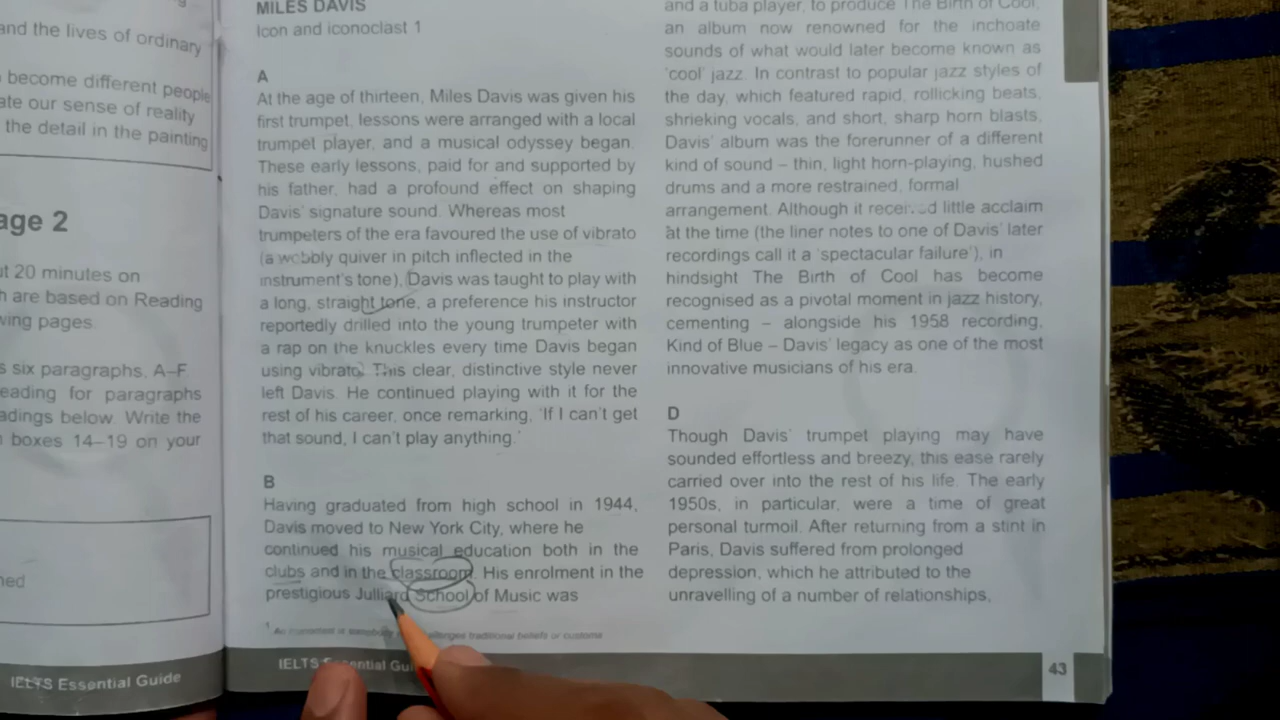 and the lives of ordinary
become different people
ate our sense of reality
the detail in the painting
age 2
ut 20 minutes on
h are based on Reading
wing pages.
s six paragraphs, A–F.
eading for paragraphs
adings below. Write the
boxes 14–19 on your
ned
IELTS Essential Guide
MILES DAVIS
Icon and iconoclast 1
A
At the age of thirteen, Miles Davis was given his
first trumpet, lessons were arranged with a local
trumpet player, and a musical odyssey began.
These early lessons, paid for and supported by
his father, had a profound effect on shaping
Davis' signature sound. Whereas most
trumpeters of the era favoured the use of vibrato
(a wobbly quiver in pitch inflected in the
instrument's tone), Davis was taught to play with
a long, straight tone, a preference his instructor
reportedly drilled into the young trumpeter with
a rap on the knuckles every time Davis began
using vibrato. This clear, distinctive style never
left Davis. He continued playing with it for the
rest of his career, once remarking, 'If I can't get
that sound, I can't play anything.'
B
Having graduated from high school in 1944,
Davis moved to New York City, where he
continued his musical education both in the
clubs and in the classroom. His enrolment in the
prestigious Julliard School of Music was
1 An iconoclast is somebody challenges traditional beliefs or customs
IELTS Essential Gui
and a tuba player, to produce The Birth of Cool,
an album now renowned for the inchoate
sounds of what would later become known as
'cool' jazz. In contrast to popular jazz styles of
the day, which featured rapid, rollicking beats,
shrieking vocals, and short, sharp horn blasts,
Davis' album was the forerunner of a different
kind of sound – thin, light horn-playing, hushed
drums and a more restrained, formal
arrangement. Although it received little acclaim
at the time (the liner notes to one of Davis' later
recordings call it a 'spectacular failure'), in
hindsight The Birth of Cool has become
recognised as a pivotal moment in jazz history,
cementing – alongside his 1958 recording,
Kind of Blue – Davis' legacy as one of the most
innovative musicians of his era.
D
Though Davis' trumpet playing may have
sounded effortless and breezy, this ease rarely
carried over into the rest of his life. The early
1950s, in particular, were a time of great
personal turmoil. After returning from a stint in
Paris, Davis suffered from prolonged
depression, which he attributed to the
unravelling of a number of relationships,
43